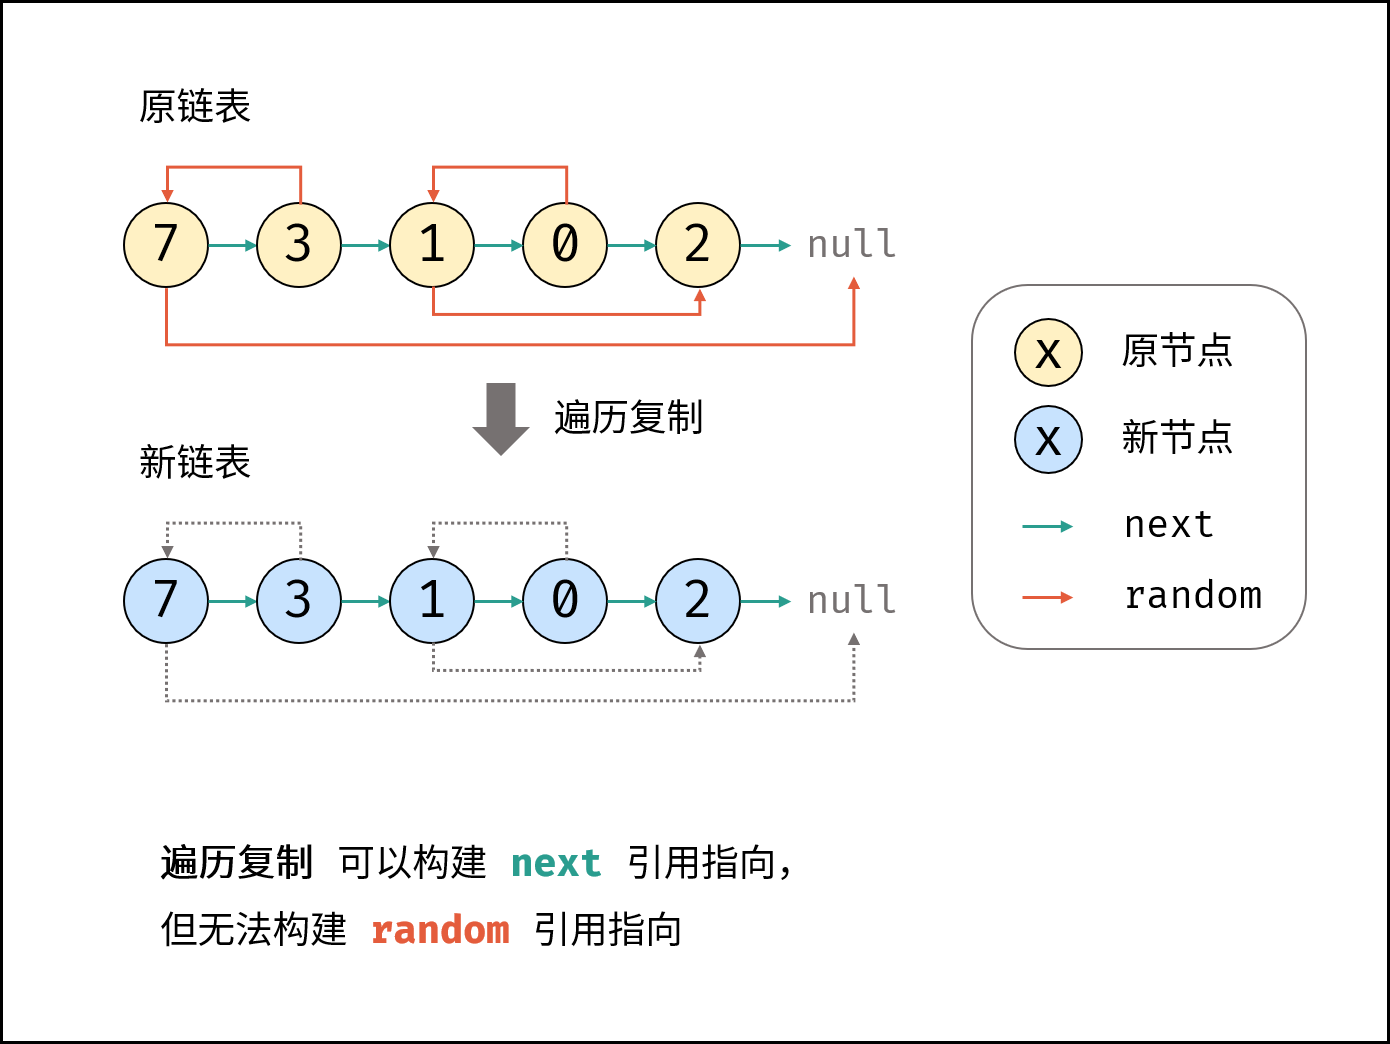 原链表
7 3 1 0 2 null
遍历复制
新链表
7 3 1 0 2 null
x 原节点
x 新节点
next
random
遍历复制 可以构建 next 引用指向，
但无法构建 random 引用指向